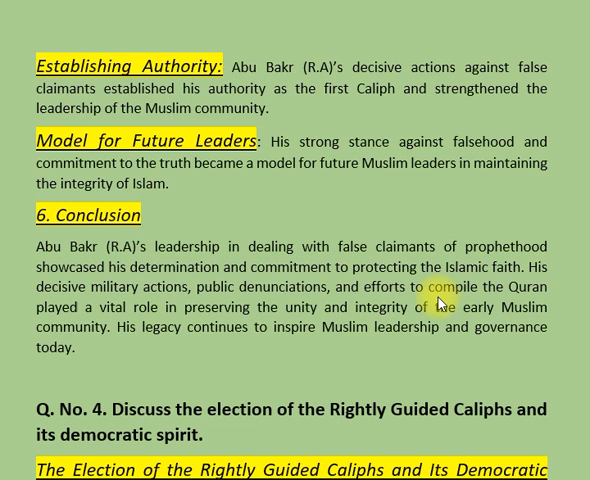 Establishing Authority: Abu Bakr (R.A)'s decisive actions against false
claimants established his authority as the first Caliph and strengthened the
leadership of the Muslim community.
Model for Future Leaders: His strong stance against falsehood and
commitment to the truth became a model for future Muslim leaders in maintaining
the integrity of Islam.
6. Conclusion
Abu Bakr (R.A)'s leadership in dealing with false claimants of prophethood
showcased his determination and commitment to protecting the Islamic faith. His
decisive military actions, public denunciations, and efforts to compile the Quran
played a vital role in preserving the unity and integrity of the early Muslim
community. His legacy continues to inspire Muslim leadership and governance
today.
Q. No. 4. Discuss the election of the Rightly Guided Caliphs and
its democratic spirit.
The Election of the Rightly Guided Caliphs and Its Democratic